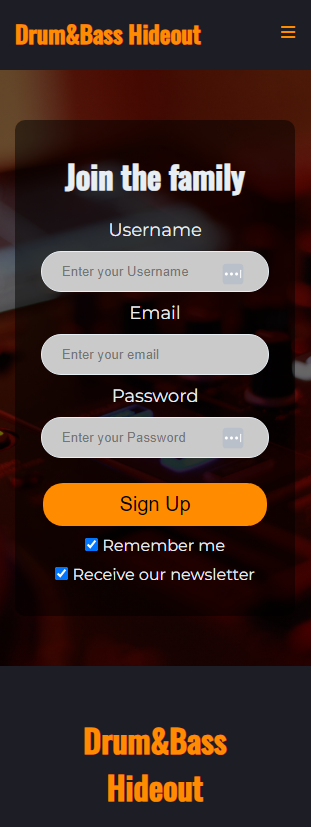 Drum&Bass Hideout
Join the family
Username
Enter your Username
Email
Enter your email
Password
Enter your Password
Sign Up
Remember me
Receive our newsletter
Drum&Bass
Hideout